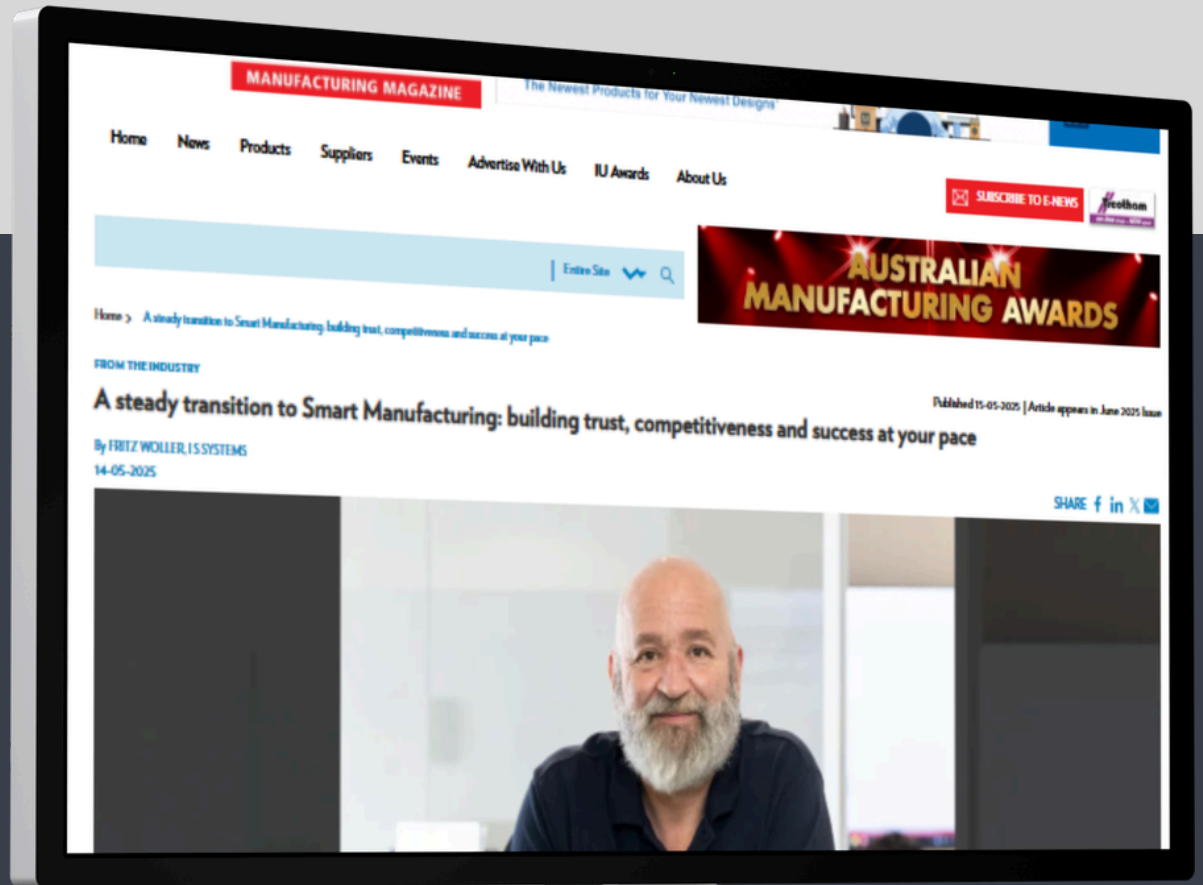 MANUFACTURING MAGAZINE
The Newest Products for Your Newest Designs®
Home News Products Suppliers Events Advertise With Us IU Awards About Us
SUBSCRIBE TO E-NEWS
Treotham
Entire Site
AUSTRALIAN
MANUFACTURING AWARDS
Home > A steady transition to Smart Manufacturing: building trust, competitiveness and success at your pace
FROM THE INDUSTRY
Published 15-05-2025 | Article appears in June 2025 Issue
A steady transition to Smart Manufacturing: building trust, competitiveness and success at your pace
By FRITZ WOLLER, I S SYSTEMS
14-05-2025
SHARE f in X